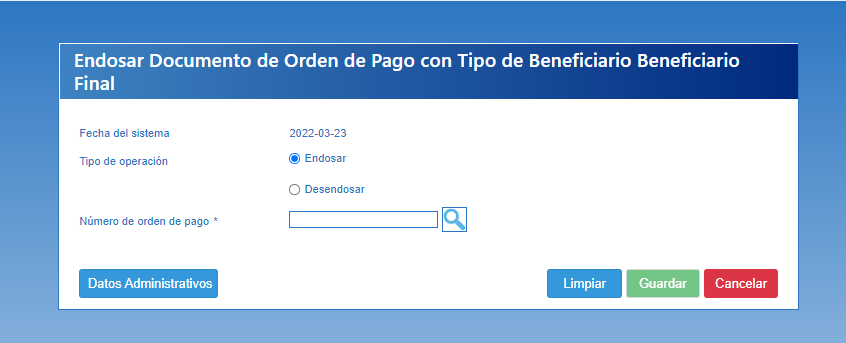 Endosar Documento de Orden de Pago con Tipo de Beneficiario Beneficiario
Final
Fecha del sistema 2022-03-23
Tipo de operación Endosar
Desendosar
Número de orden de pago *
Datos Administrativos Limpiar Guardar Cancelar